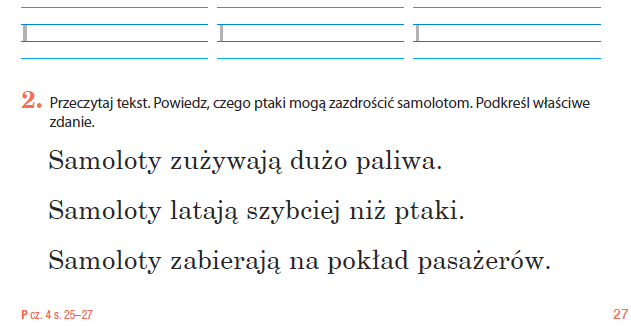 2. Przeczytaj tekst. Powiedz, czego ptaki mogą zazdrościć samolotom. Podkreśl właściwe
zdanie.
Samoloty zużywają dużo paliwa.
Samoloty latają szybciej niż ptaki.
Samoloty zabierają na pokład pasażerów.
P cz. 4 s. 25–27
27